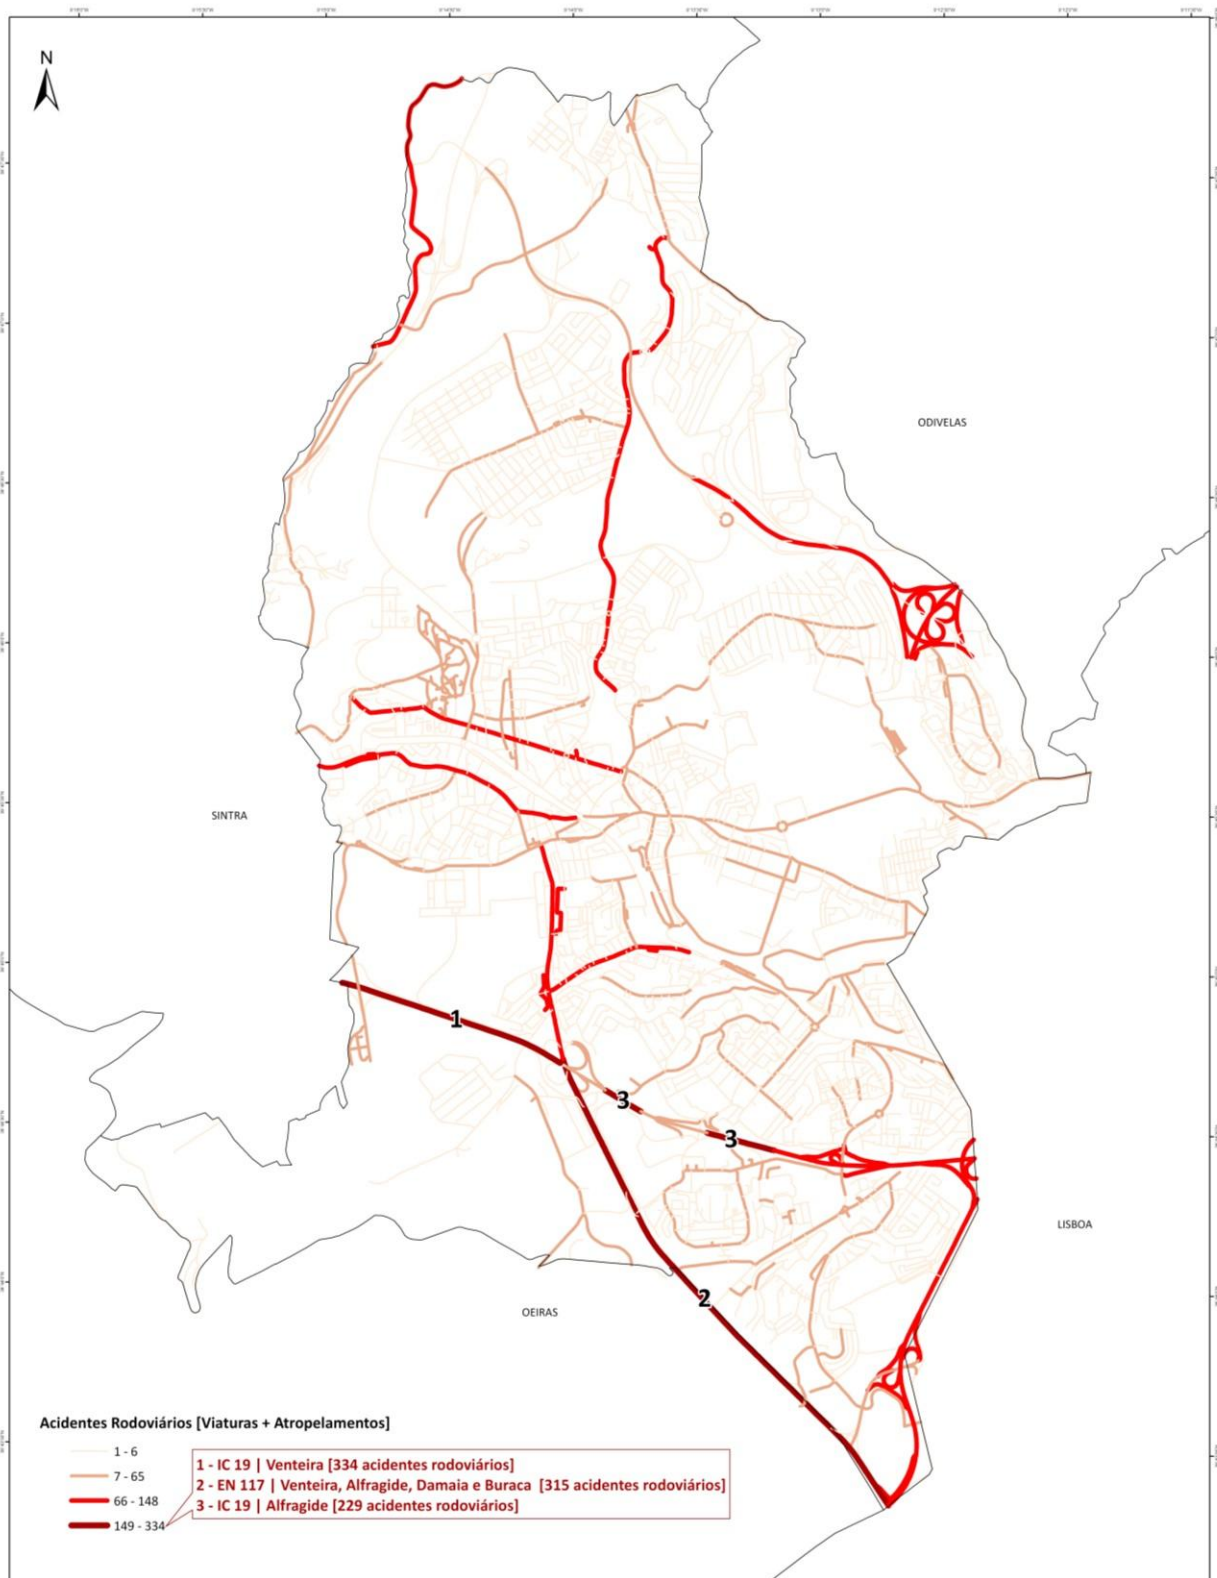 N
ODIVELAS
SINTRA
LISBOA
OEIRAS
1
3
3
2
Acidentes Rodoviários [Viaturas + Atropelamentos]
1 - 6
7 - 65
66 - 148
149 - 334
1 - IC 19 | Venteira [334 acidentes rodoviários]
2 - EN 117 | Venteira, Alfragide, Damaia e Buraca [315 acidentes rodoviários]
3 - IC 19 | Alfragide [229 acidentes rodoviários]